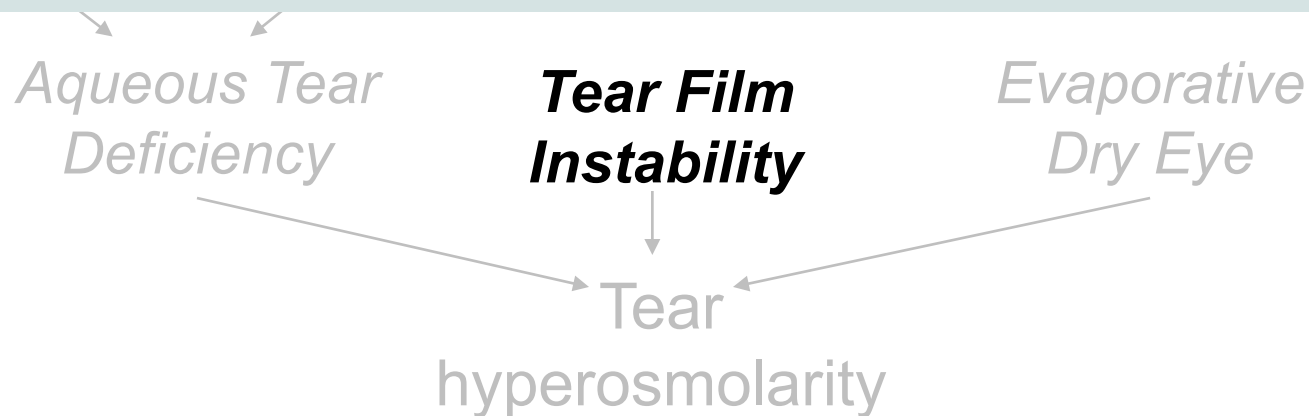 Aqueous Tear
Deficiency
Tear Film
Instability
Evaporative
Dry Eye
Tear
hyperosmolarity